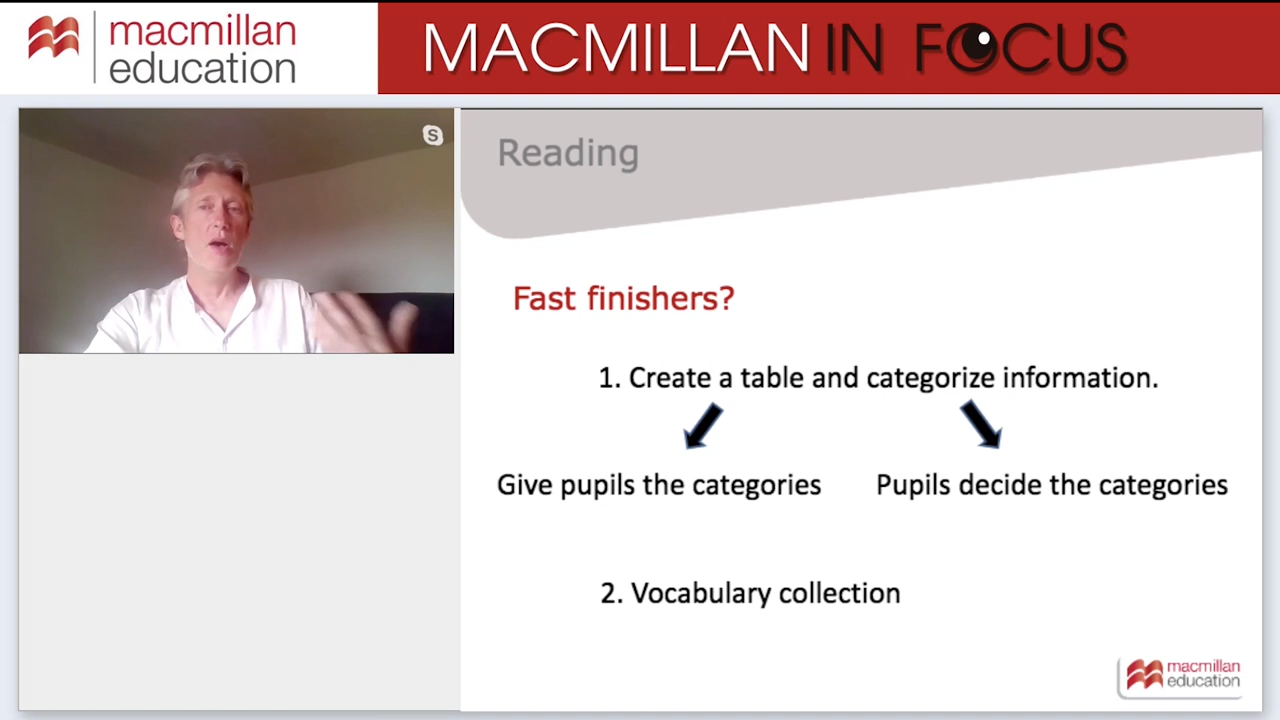 macmillan
education
MACMILLAN IN FOCUS
S
Reading
Fast finishers?
1. Create a table and categorize information.
Give pupils the categories
Pupils decide the categories
2. Vocabulary collection
macmillan
education